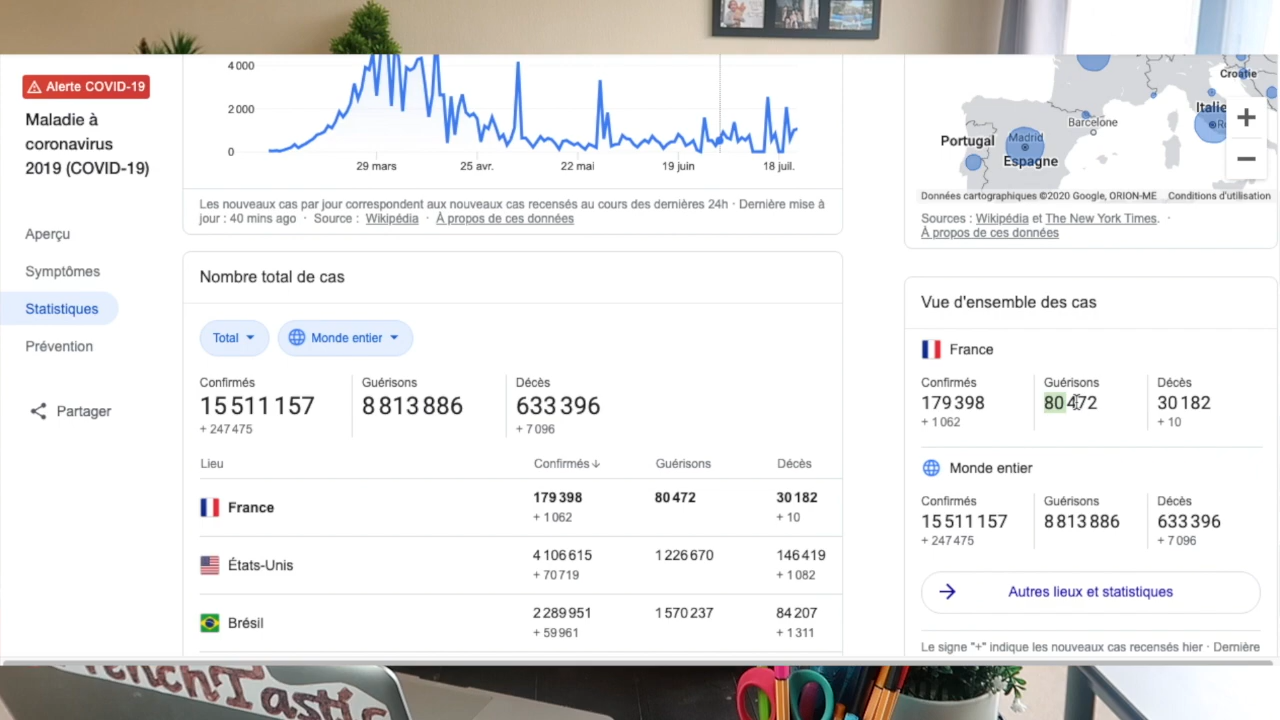 Alerte COVID-19
Maladie à
coronavirus
2019 (COVID-19)
Aperçu
Symptômes
Statistiques
Prévention
Partager
4 000
2 000
0
29 mars
25 avr.
22 mai
19 juin
18 juil.
Les nouveaux cas par jour correspondent aux nouveaux cas recensés au cours des dernières 24h · Dernière mise à
jour : 40 mins ago · Source : Wikipédia · À propos de ces données
Nombre total de cas
Total
Monde entier
Confirmés
15 511 157
+ 247 475
Guérisons
8 813 886
Décès
633 396
+ 7 096
Lieu Confirmés↓ Guérisons Décès
France 179 398 80 472 30 182
+ 1 062 + 10
États-Unis 4 106 615 1 226 670 146 419
+ 70 719 + 1 082
Brésil 2 289 951 1 570 237 84 207
+ 59 961 + 1 311
Croatie
Italie
Barcelone
Portugal
Madrid
Espagne
+
−
Données cartographiques ©2020 Google, ORION-ME Conditions d'utilisation
Sources : Wikipédia et The New York Times. ·
À propos de ces données
Vue d'ensemble des cas
France
Confirmés Guérisons Décès
179 398 80 472 30 182
+ 1 062 + 10
Monde entier
Confirmés Guérisons Décès
15 511 157 8 813 886 633 396
+ 247 475 + 7 096
Autres lieux et statistiques
Le signe "+" indique les nouveaux cas recensés hier · Dernière
frenchTastic